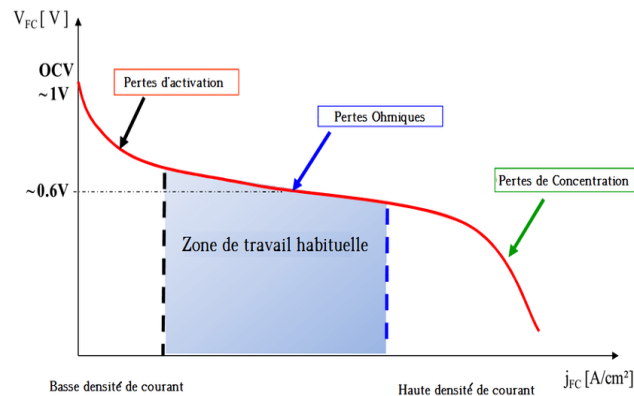 V_FC [ V ]
OCV
~1V
Pertes d'activation
Pertes Ohmiques
~0.6V
Pertes de Concentration
Zone de travail habituelle
j_FC [A/cm²]
Basse densité de courant
Haute densité de courant